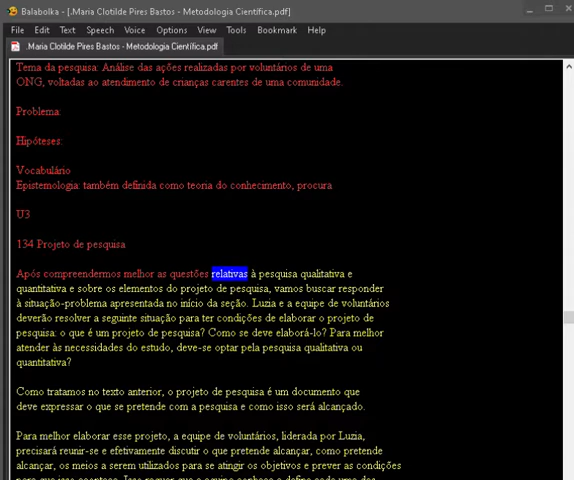 Balabolka - [.Maria Clotilde Pires Bastos - Metodologia Científica.pdf]
File Edit Text Speech Voice Options View Tools Bookmark Help
.Maria Clotilde Pires Bastos - Metodologia Científica.pdf
Tema da pesquisa: Análise das ações realizadas por voluntários de uma
ONG, voltadas ao atendimento de crianças carentes de uma comunidade.
Problema:
Hipóteses:
Vocabulário
Epistemologia: também definida como teoria do conhecimento, procura
U3
134 Projeto de pesquisa
Após compreendermos melhor as questões relativas à pesquisa qualitativa e
quantitativa e sobre os elementos do projeto de pesquisa, vamos buscar responder
à situação-problema apresentada no início da seção. Luzia e a equipe de voluntários
deverão resolver a seguinte situação para ter condições de elaborar o projeto de
pesquisa: o que é um projeto de pesquisa? Como se deve elaborá-lo? Para melhor
atender às necessidades do estudo, deve-se optar pela pesquisa qualitativa ou
quantitativa?
Como tratamos no texto anterior, o projeto de pesquisa é um documento que
deve expressar o que se pretende com a pesquisa e como isso será alcançado.
Para melhor elaborar esse projeto, a equipe de voluntários, liderada por Luzia,
precisará reunir-se e efetivamente discutir o que pretende alcançar, como pretende
alcançar, os meios a serem utilizados para se atingir os objetivos e prever as condições